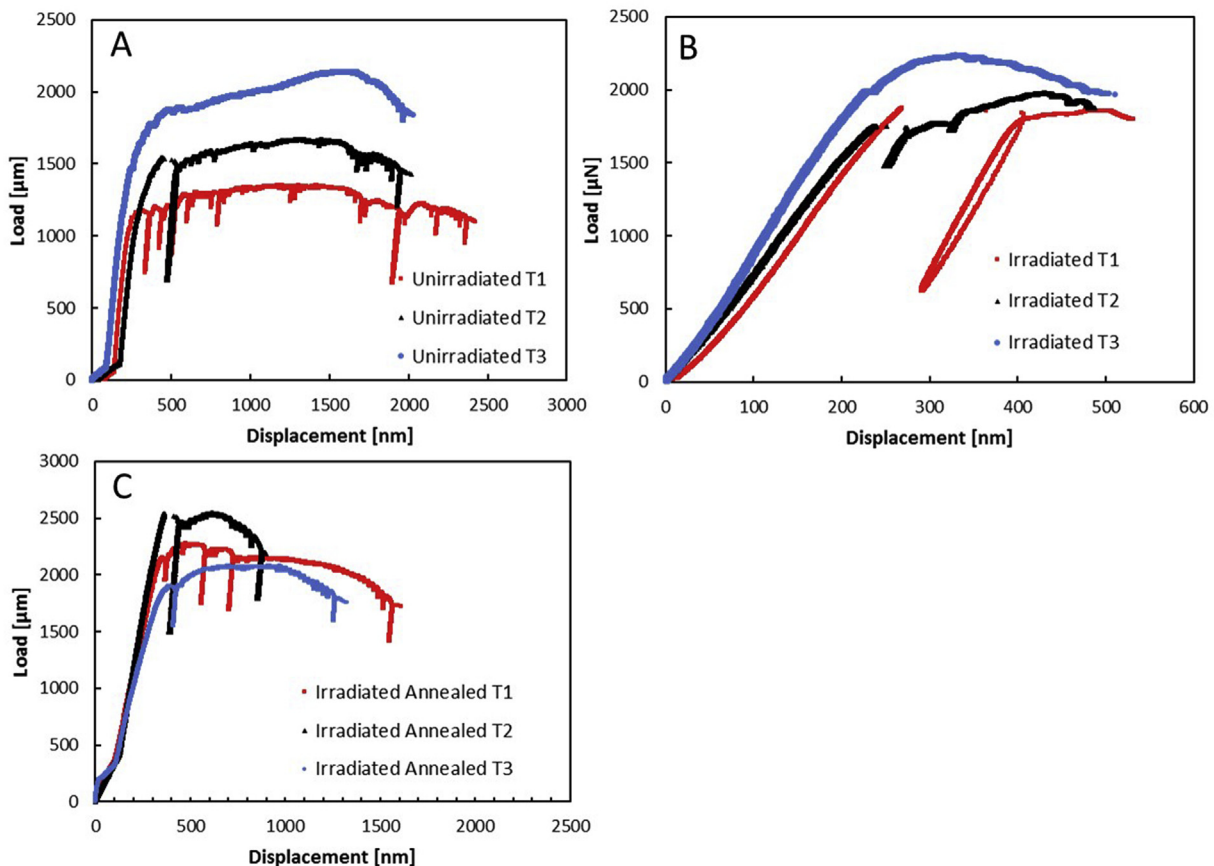 A
Load [µm]
2500
2000
1500
1000
500
0
0 500 1000 1500 2000 2500 3000
Displacement [nm]
Unirradiated T1
Unirradiated T2
Unirradiated T3
B
Load [µN]
2500
2000
1500
1000
500
0
0 100 200 300 400 500 600
Displacement [nm]
Irradiated T1
Irradiated T2
Irradiated T3
C
Load [µm]
3000
2500
2000
1500
1000
500
0
0 500 1000 1500 2000 2500
Displacement [nm]
Irradiated Annealed T1
Irradiated Annealed T2
Irradiated Annealed T3